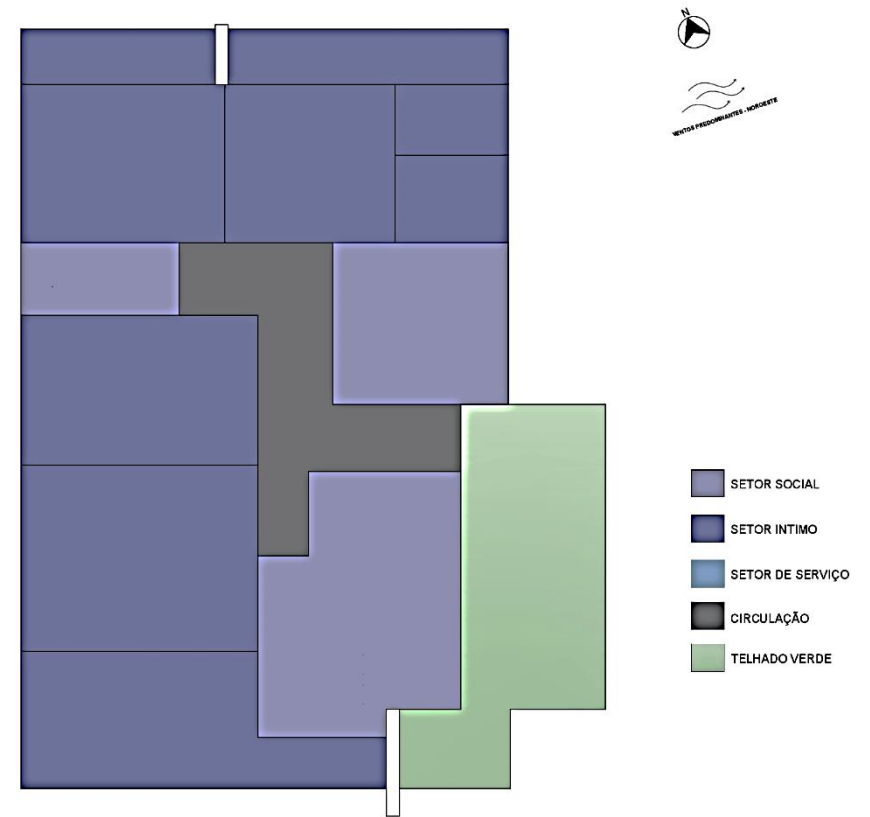 N
VENTOS PREDOMINANTES - NOROESTE
SETOR SOCIAL
SETOR INTIMO
SETOR DE SERVIÇO
CIRCULAÇÃO
TELHADO VERDE